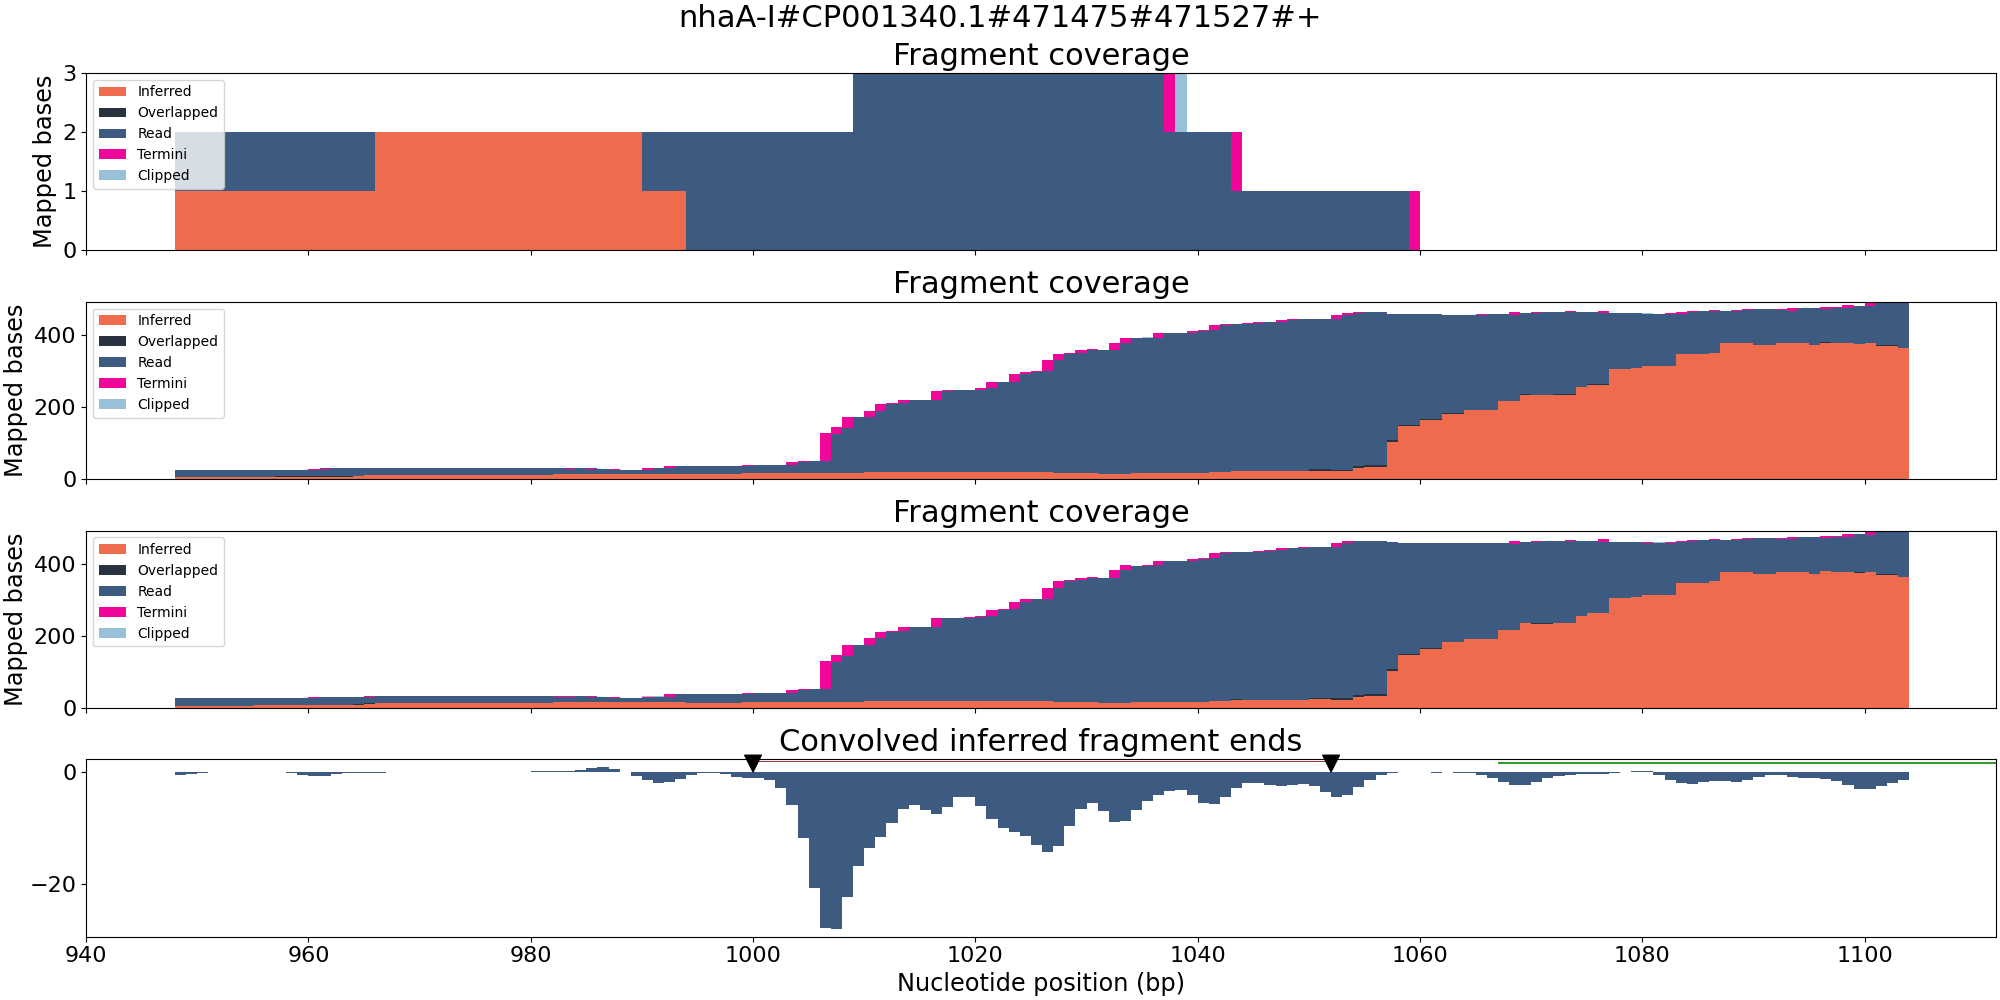 nhaA-I#CP001340.1#471475#471527#+
Fragment coverage
Mapped bases
3
2
1
0
Inferred
Overlapped
Read
Termini
Clipped
Fragment coverage
Mapped bases
400
200
0
Inferred
Overlapped
Read
Termini
Clipped
Fragment coverage
Mapped bases
400
200
0
Inferred
Overlapped
Read
Termini
Clipped
Convolved inferred fragment ends
0
−20
940 960 980 1000 1020 1040 1060 1080 1100
Nucleotide position (bp)